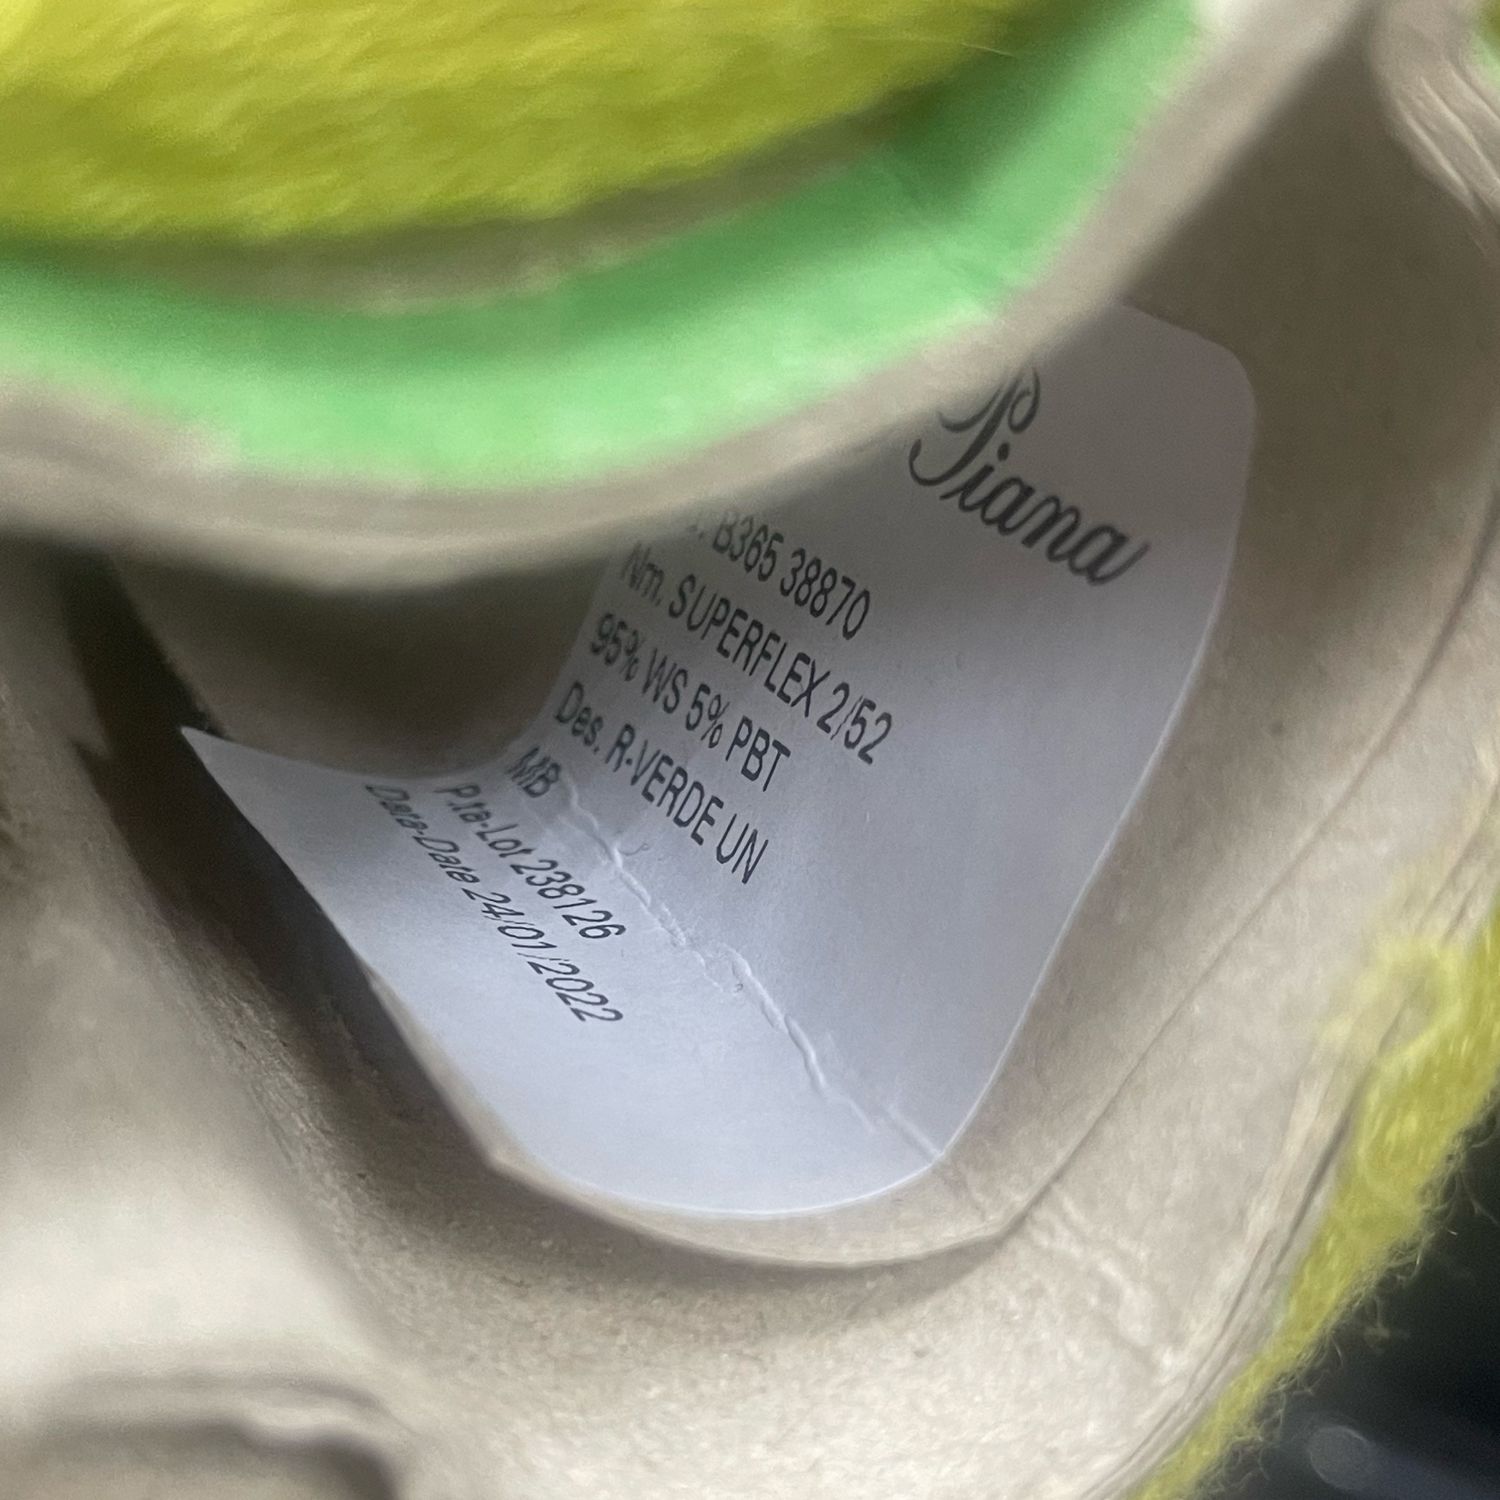 Piana
B365 38870
Nm. SUPERFLEX 2/52
95% WS 5% PBT
Des. R-VERDE UN
MB
P.ta-Lot 238126
Data-Date 24/01/2022